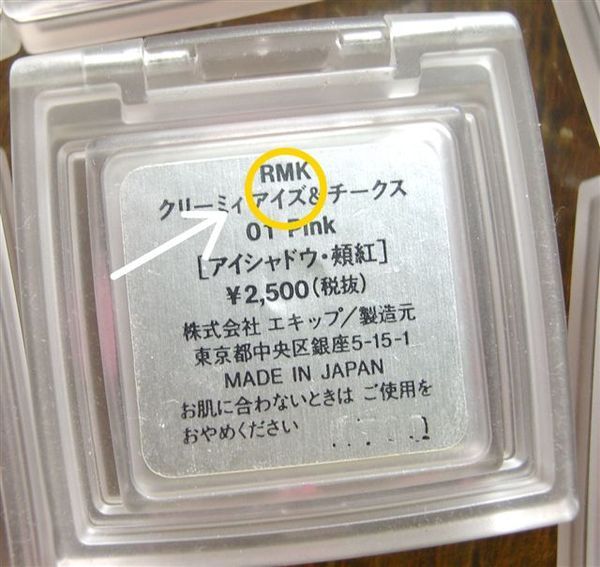 RMK
クリーミィ アイズ&チークス
01 Pink
[アイシャドウ・頬紅]
¥2,500(税抜)
株式会社 エキップ/製造元
東京都中央区銀座5-15-1
MADE IN JAPAN
お肌に合わないときは ご使用を
おやめください